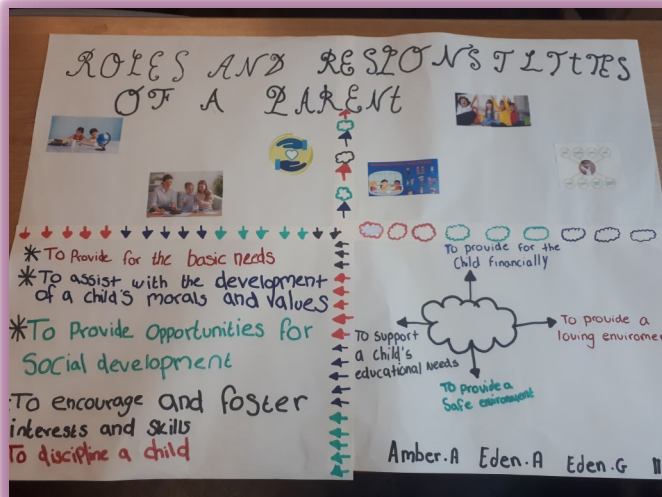 ROLES AND RESPONSILITIES
OF A PARENT
* To Provide for the basic needs
* To assist with the development
of a child's morals and values
* To Provide Opportunities for
Social development
To encourage and foster
interests and skills
To discipline a child
To provide for the
Child financially
To provide a
loving envirome
To support
a child's
educational needs
To provide a
Safe environment
Amber.A Eden.A Eden.G